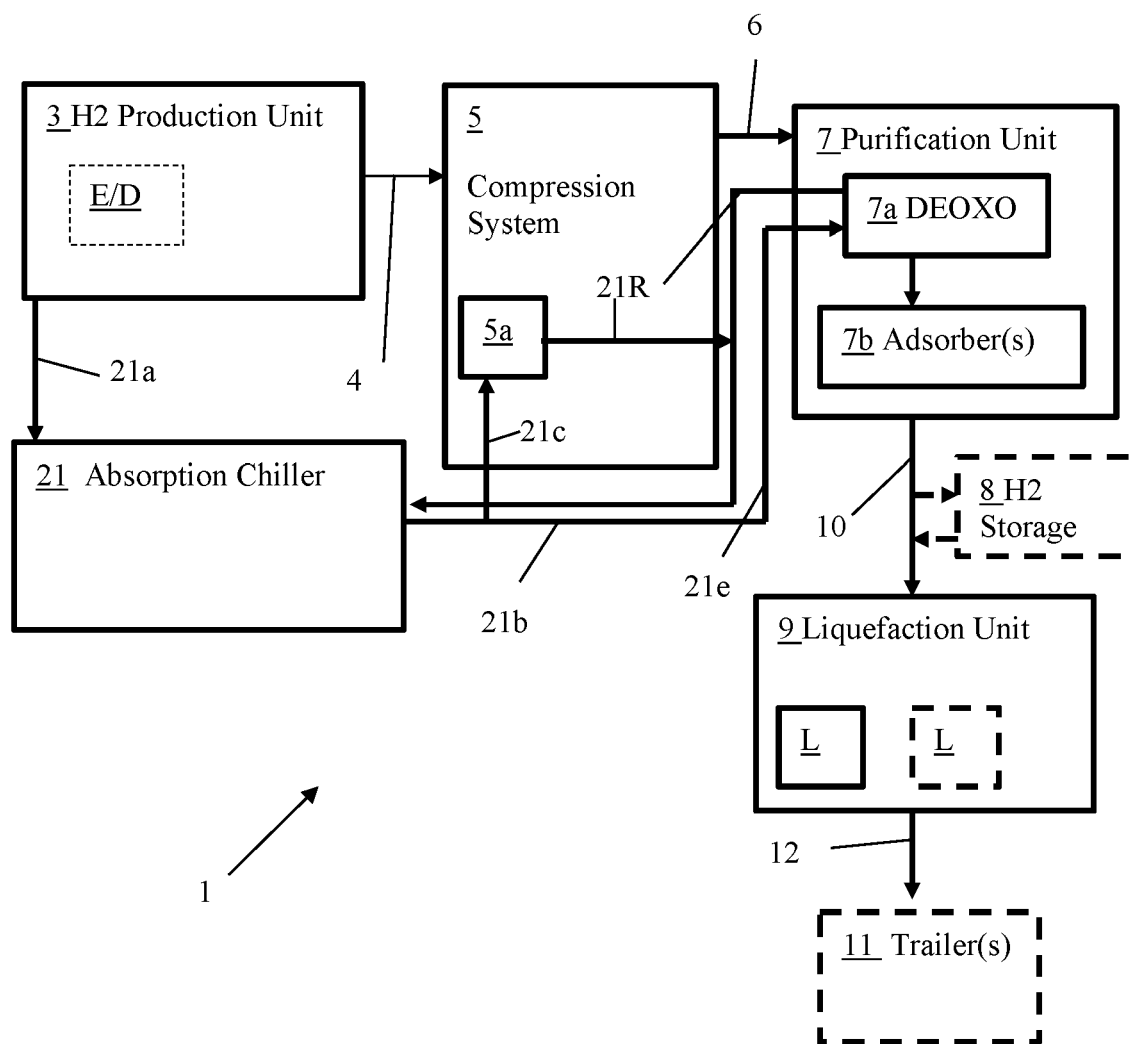 6
3 H2 Production Unit
E/D
5
Compression
System
7 Purification Unit
7a DEOXO
7b Adsorber(s)
21R
5a
21a
4
21c
21 Absorption Chiller
10
8 H2
Storage
21e
21b
9 Liquefaction Unit
L
L
12
1
11 Trailer(s)